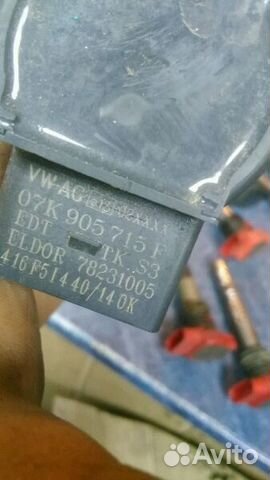 VW-AG
07K 905 715 F
EDT TK S3
ELDOR 78231005
416F51440/140K
Avito